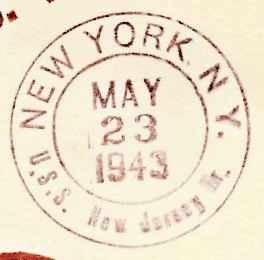 NEW YORK. N.Y.
MAY
23
1943
U.S.S. New Jersey Br.